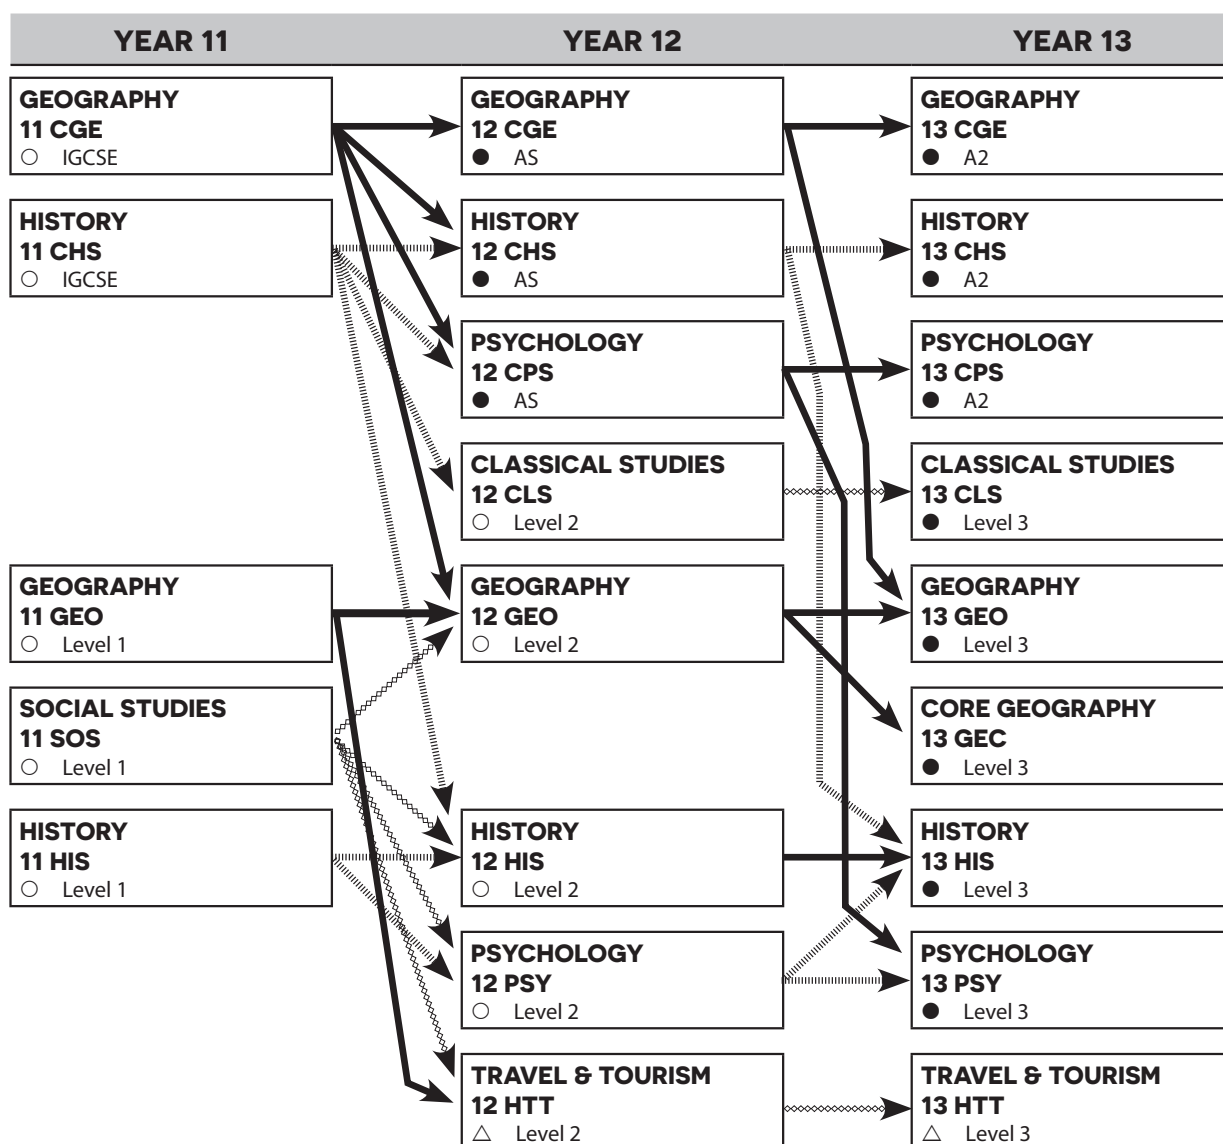 YEAR 11
YEAR 12
YEAR 13
GEOGRAPHY
11 CGE
IGCSE
HISTORY
11 CHS
IGCSE
GEOGRAPHY
11 GEO
Level 1
SOCIAL STUDIES
11 SOS
Level 1
HISTORY
11 HIS
Level 1
GEOGRAPHY
12 CGE
AS
HISTORY
12 CHS
AS
PSYCHOLOGY
12 CPS
AS
CLASSICAL STUDIES
12 CLS
Level 2
GEOGRAPHY
12 GEO
Level 2
HISTORY
12 HIS
Level 2
PSYCHOLOGY
12 PSY
Level 2
TRAVEL & TOURISM
12 HTT
Level 2
GEOGRAPHY
13 CGE
A2
HISTORY
13 CHS
A2
PSYCHOLOGY
13 CPS
A2
CLASSICAL STUDIES
13 CLS
Level 3
GEOGRAPHY
13 GEO
Level 3
CORE GEOGRAPHY
13 GEC
Level 3
HISTORY
13 HIS
Level 3
PSYCHOLOGY
13 PSY
Level 3
TRAVEL & TOURISM
13 HTT
Level 3